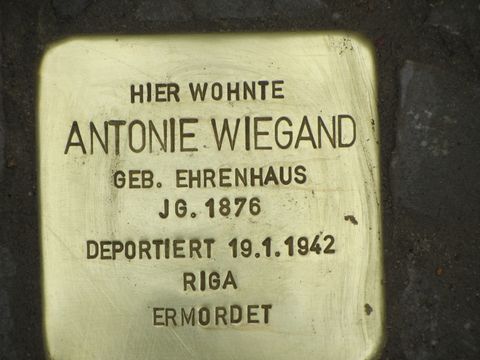 HIER WOHNTE
ANTONIE WIEGAND
GEB. EHRENHAUS
JG. 1876
DEPORTIERT 19.1.1942
RIGA
ERMORDET